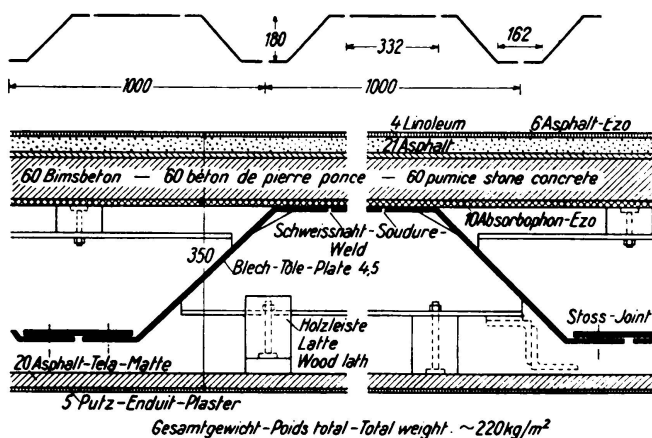 180
332
162
1000
1000
4 Linoleum
6 Asphalt-Ezo
21 Asphalt
60 Bimsbeton — 60 béton de pierre ponce — 60 pumice stone concrete
10 Absorbophon-Ezo
Schweissnaht-Soudure-
Weld
350
Blech-Tôle-Plate 4,5
Holzleiste
Latte
Wood lath
Stoss-Joint
20 Asphalt-Tela-Matte
5 Putz-Enduit-Plaster
Gesamtgewicht-Poids total-Total weight. ~220 kg/m²